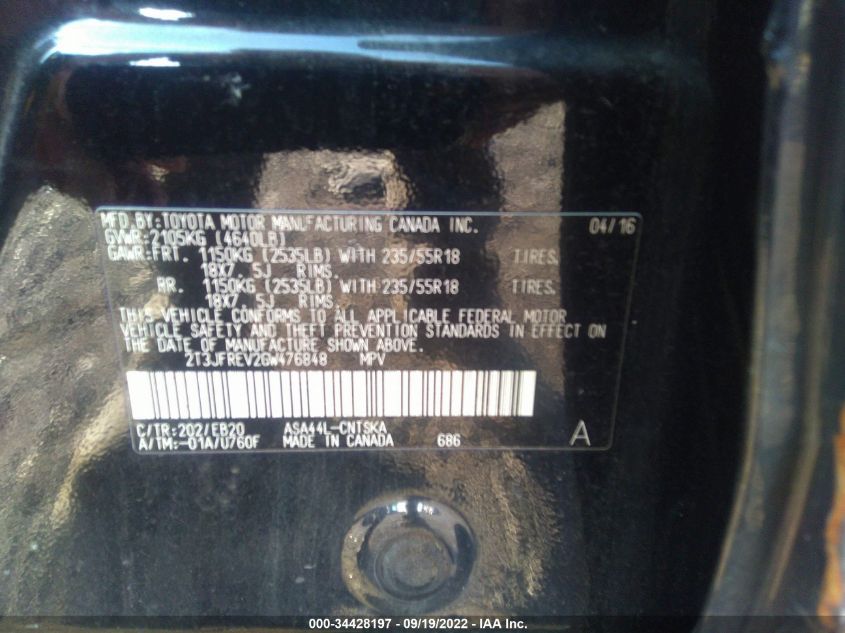 MFD.BY:TOYOTA MOTOR MANUFACTURING CANADA INC. 04/16
GVWR:2105KG (4640LB)
GAWR:FRT. 1150KG (2535LB) WITH 235/55R18 TIRES,
18X7.5J RIMS,
RR. 1150KG (2535LB) WITH 235/55R18 TIRES,
18X7.5J RIMS,
THIS VEHICLE CONFORMS TO ALL APPLICABLE FEDERAL MOTOR
VEHICLE SAFETY AND THEFT PREVENTION STANDARDS IN EFFECT ON
THE DATE OF MANUFACTURE SHOWN ABOVE.
2T3JFREV2GW476848 MPV
C/TR:202/EB20 ASA44L-CNTSKA
A/TM:-01A/U760F MADE IN CANADA 686 A
000-34428197 - 09/19/2022 - IAA Inc.